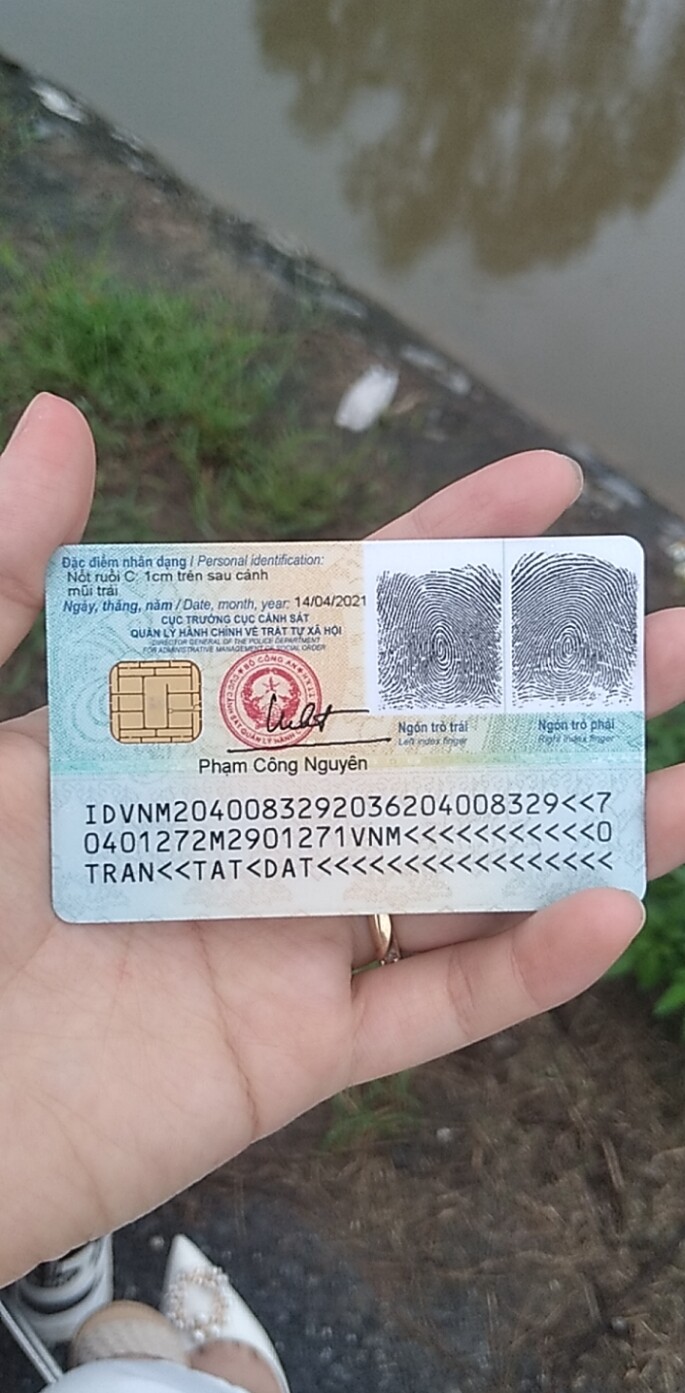 Đặc điểm nhân dạng / Personal identification:
Nốt ruồi C: 1cm trên sau cánh
mũi trái
Ngày, tháng, năm / Date, month, year: 14/04/2021
CỤC TRƯỞNG CỤC CẢNH SÁT
QUẢN LÝ HÀNH CHÍNH VỀ TRẬT TỰ XÃ HỘI
DIRECTOR GENERAL OF THE POLICE DEPARTMENT
FOR ADMINISTRATIVE MANAGEMENT OF SOCIAL ORDER
BỘ CÔNG AN
Phạm Công Nguyên
Ngón trỏ trái
Left index finger
Ngón trỏ phải
Right index finger
IDVNM2040083292036204008329<<7
0401272M2901271VNM<<<<<<<<<<<0
TRAN<<TAT<DAT<<<<<<<<<<<<<<<<<